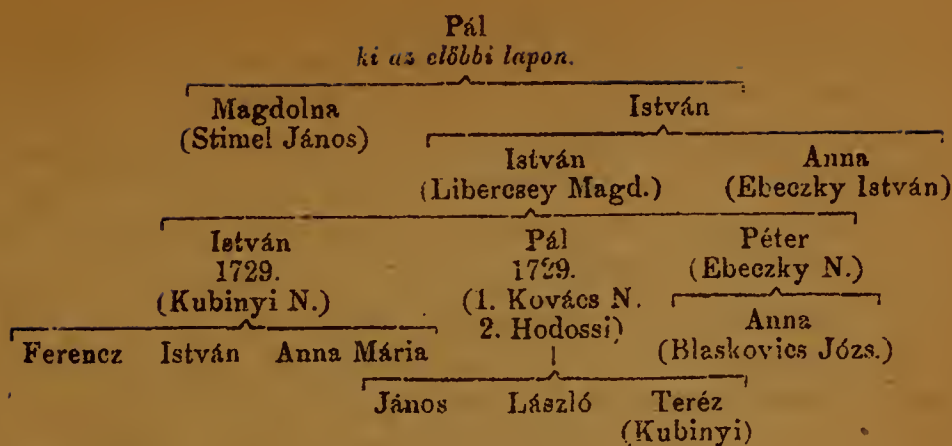 Pál
ki az előbbi lapon.
Magdolna István
(Stimel János)
István Anna
(Libercsey Magd.) (Ebeczky István)
István Pál Péter
1729. 1729. (Ebeczky N.)
(Kubinyi N.) (1. Kovács N.
2. Hodossi) Anna
Ferencz István Anna Mária (Blaskovics Józs.)
János László Teréz
(Kubinyi)